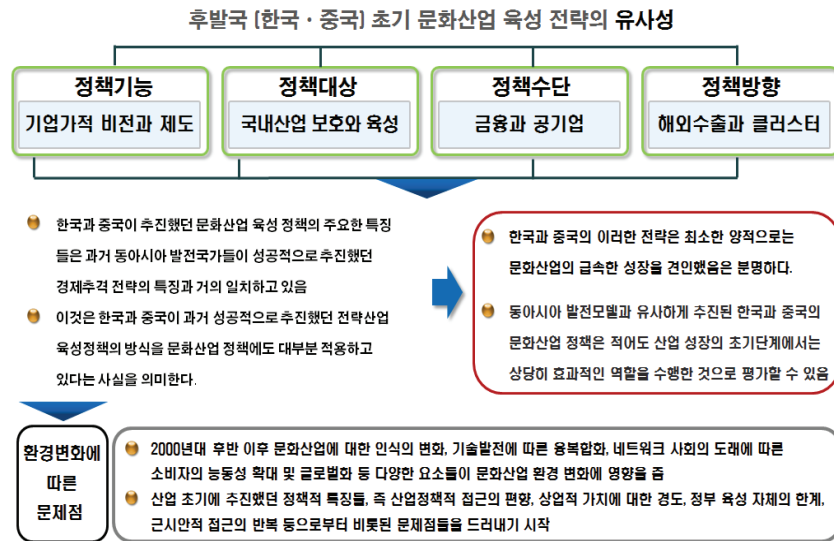 후발국 (한국 · 중국) 초기 문화산업 육성 전략의 유사성
정책기능
기업가적 비전과 제도
정책대상
국내산업 보호와 육성
정책수단
금융과 공기업
정책방향
해외수출과 클러스터
한국과 중국이 추진했던 문화산업 육성 정책의 주요한 특징
들은 과거 동아시아 발전국가들이 성공적으로 추진했던
경제추격 전략의 특징과 거의 일치하고 있음
이것은 한국과 중국이 과거 성공적으로 추진했던 전략산업
육성정책의 방식을 문화산업 정책에도 대부분 적용하고
있다는 사실을 의미한다.
한국과 중국의 이러한 전략은 최소한 양적으로는
문화산업의 급속한 성장을 견인했음은 분명하다.
동아시아 발전모델과 유사하게 추진된 한국과 중국의
문화산업 정책은 적어도 산업 성장의 초기단계에서는
상당히 효과적인 역할을 수행한 것으로 평가할 수 있음
환경변화에
따른
문제점
2000년대 후반 이후 문화산업에 대한 인식의 변화, 기술발전에 따른 융복합화, 네트워크 사회의 도래에 따른
소비자의 능동성 확대 및 글로벌화 등 다양한 요소들이 문화산업 환경 변화에 영향을 줌
산업 초기에 추진했던 정책적 특징들, 즉 산업정책적 접근의 편향, 상업적 가치에 대한 경도, 정부 육성 자체의 한계,
근시안적 접근의 반복 등으로부터 비롯된 문제점들을 드러내기 시작